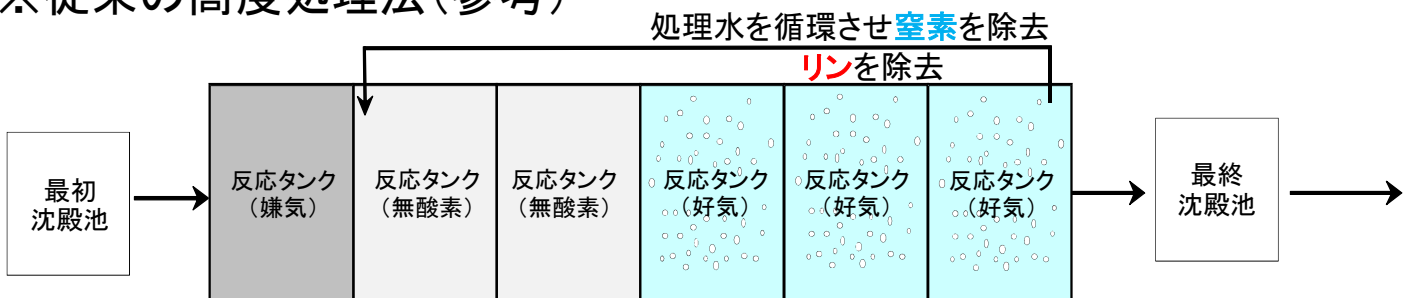 ※従来の高度処理法（参考）
処理水を循環させ窒素を除去
リンを除去
最初
沈殿池
反応タンク
（嫌気）
反応タンク
（無酸素）
反応タンク
（無酸素）
反応タンク
（好気）
反応タンク
（好気）
反応タンク
（好気）
最終
沈殿池